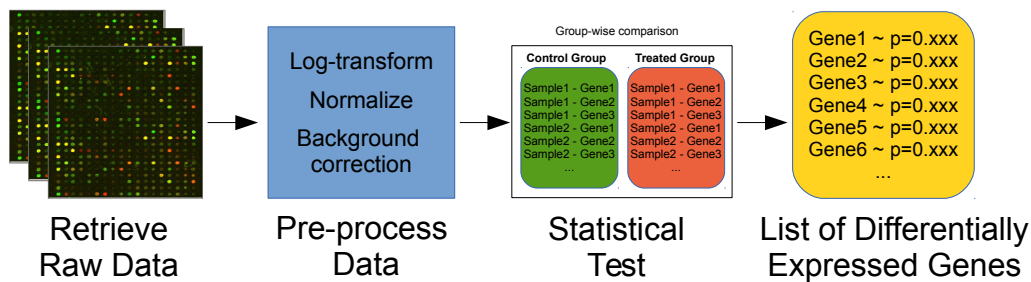 Retrieve
Raw Data
Log-transform
Normalize
Background
correction
Pre-process
Data
Group-wise comparison
Control Group
Sample1 - Gene1
Sample1 - Gene2
Sample1 - Gene3
Sample2 - Gene1
Sample2 - Gene2
Sample2 - Gene3
...
Treated Group
Sample1 - Gene1
Sample1 - Gene2
Sample1 - Gene3
Sample2 - Gene1
Sample2 - Gene2
Sample2 - Gene3
...
Statistical
Test
Gene1 ~ p=0.xxx
Gene2 ~ p=0.xxx
Gene3 ~ p=0.xxx
Gene4 ~ p=0.xxx
Gene5 ~ p=0.xxx
Gene6 ~ p=0.xxx
...
List of Differentially
Expressed Genes